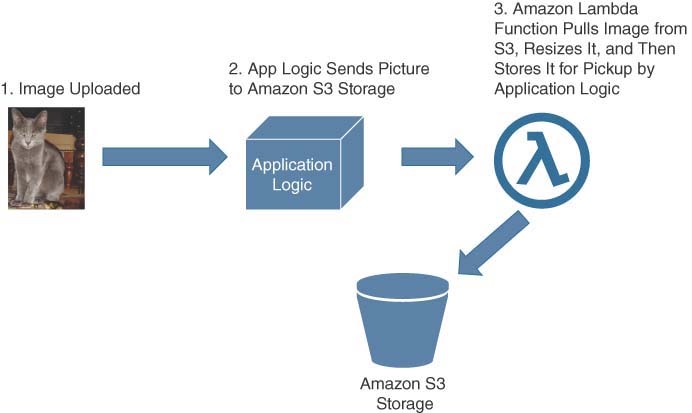 1. Image Uploaded
2. App Logic Sends Picture
to Amazon S3 Storage
3. Amazon Lambda
Function Pulls Image from
S3, Resizes It, and Then
Stores It for Pickup by
Application Logic
Application
Logic
λ
Amazon S3
Storage